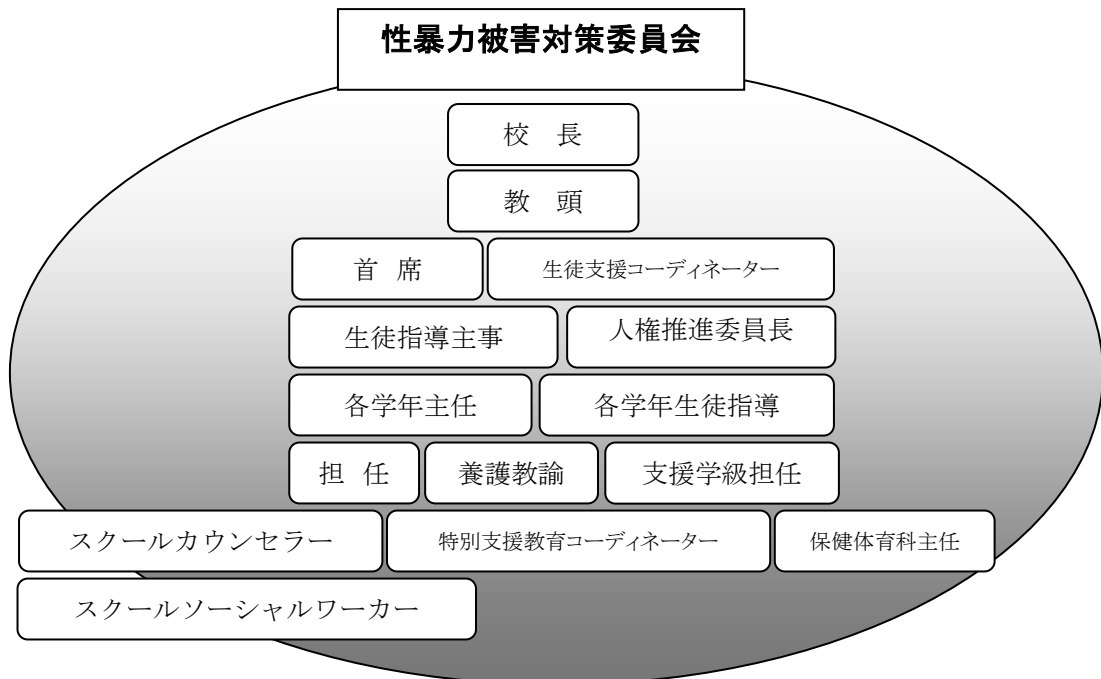 性暴力被害対策委員会
校　長
教　頭
首　席　生徒支援コーディネーター
生徒指導主事　人権推進委員長
各学年主任　各学年生徒指導
担　任　養護教諭　支援学級担任
スクールカウンセラー　特別支援教育コーディネーター　保健体育科主任
スクールソーシャルワーカー